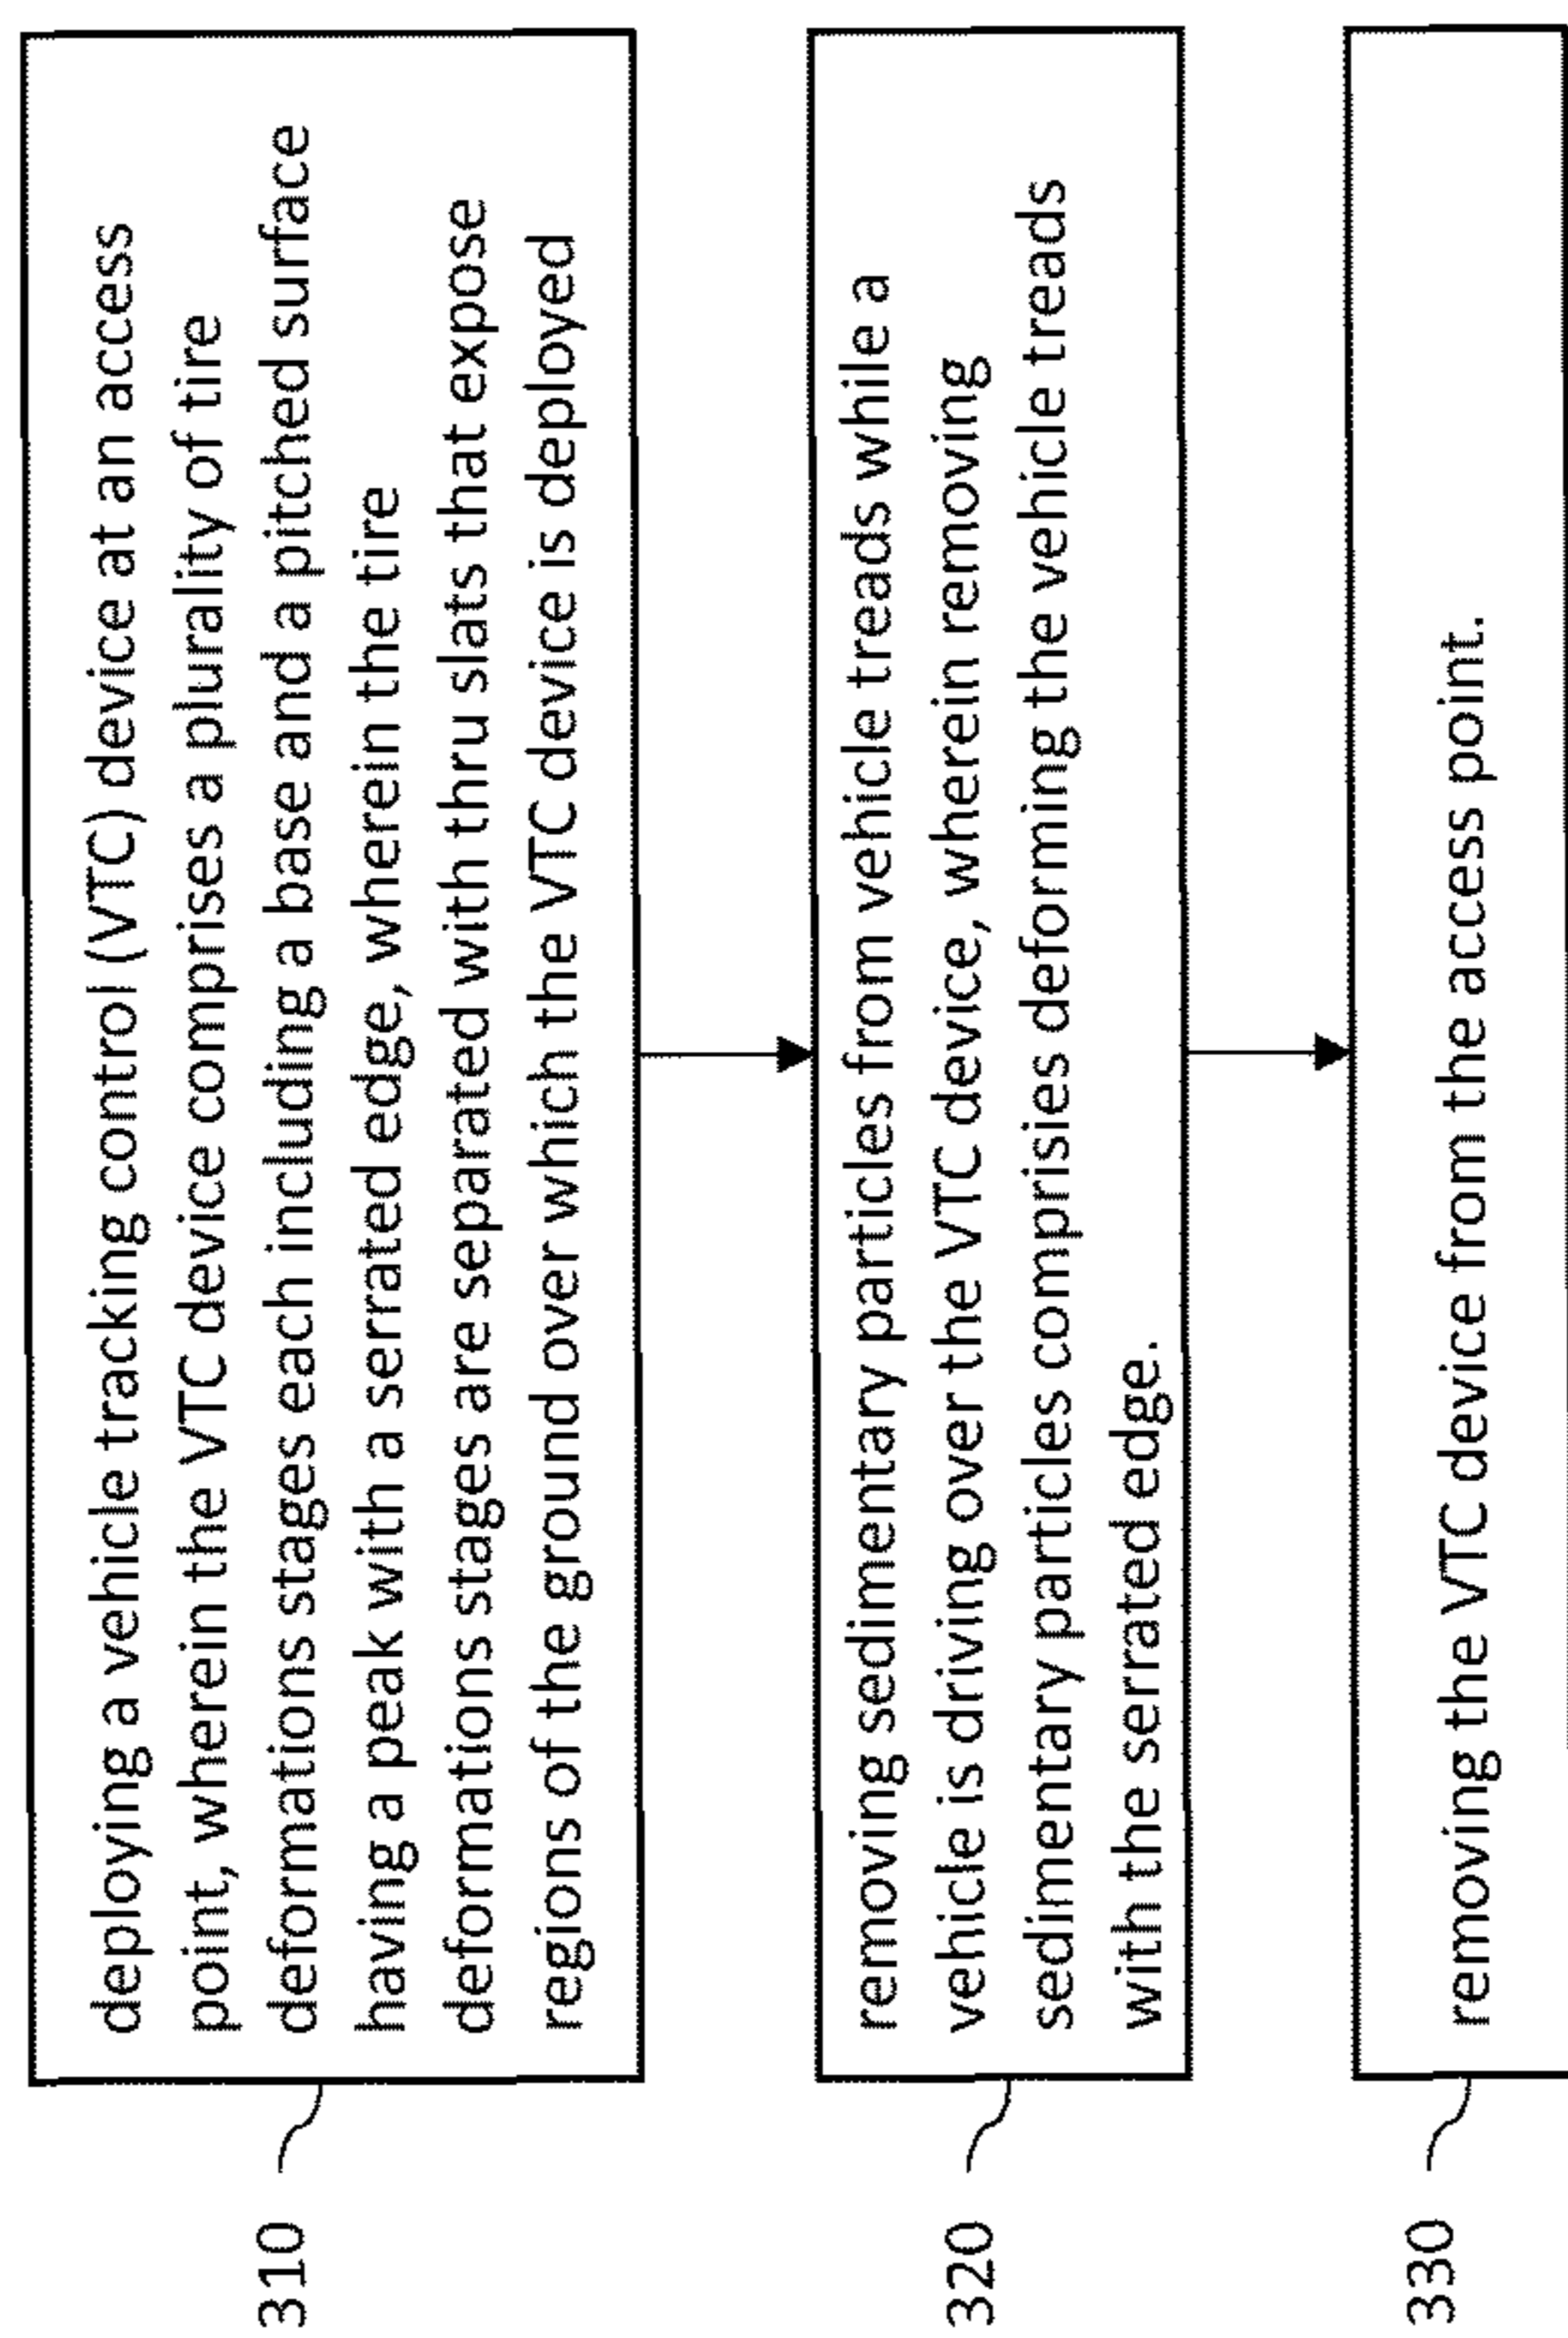 310
deploying a vehicle tracking control (VTC) device at an access
point, wherein the VTC device comprises a plurality of tire
deformations stages each including a base and a pitched surface
having a peak with a serrated edge, wherein the tire
deformations stages are separated with thru slats that expose
regions of the ground over which the VTC device is deployed
320
removing sedimentary particles from vehicle treads while a
vehicle is driving over the VTC device, wherein removing
sedimentary particles comprisies deforming the vehicle treads
with the serrated edge.
330
removing the VTC device from the access point.